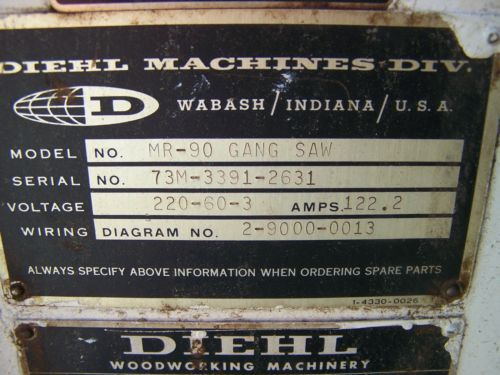 DIEHL MACHINES DIV.
D WABASH/INDIANA/U.S.A.
MODEL NO. MR-90 GANG SAW
SERIAL NO. 73M-3391-2631
VOLTAGE 220-60-3 AMPS. 122.2
WIRING DIAGRAM NO. 2-9000-0013
ALWAYS SPECIFY ABOVE INFORMATION WHEN ORDERING SPARE PARTS
1-4330-0026
DIEHL
WOODWORKING MACHINERY